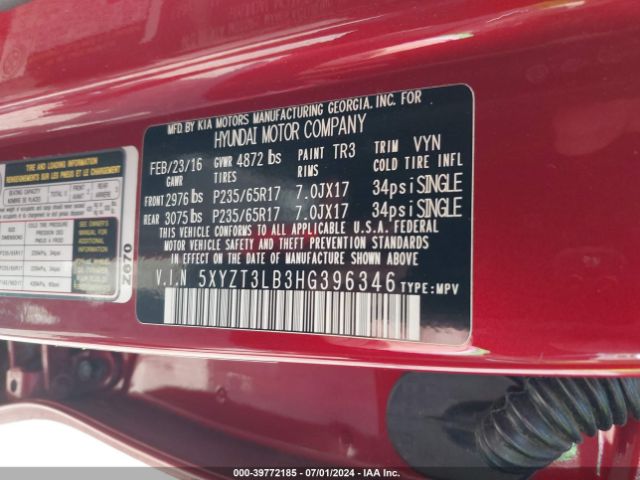 MFD. BY KIA MOTORS MANUFACTURING GEORGIA, INC. FOR
HYUNDAI MOTOR COMPANY
FEB/23/16 GVWR 4872 lbs PAINT TR3 TRIM VYN
GAWR TIRES RIMS COLD TIRE INFL
FRONT 2976 lbs P235/65R17 7.0JX17 34psi SINGLE
REAR 3075 lbs P235/65R17 7.0JX17 34psi SINGLE
THIS VEHICLE CONFORMS TO ALL APPLICABLE U.S. FEDERAL
MOTOR VEHICLE SAFETY AND THEFT PREVENTION STANDARDS
IN EFFECT ON THE DATE OF MANUFACTURE SHOWN ABOVE
V.I.N 5XYZT3LB3HG396346 TYPE: MPV
TIRE AND LOADING INFORMATION
SEE OWNER'S
Z670
000-39772185 - 07/01/2024 - IAA Inc.